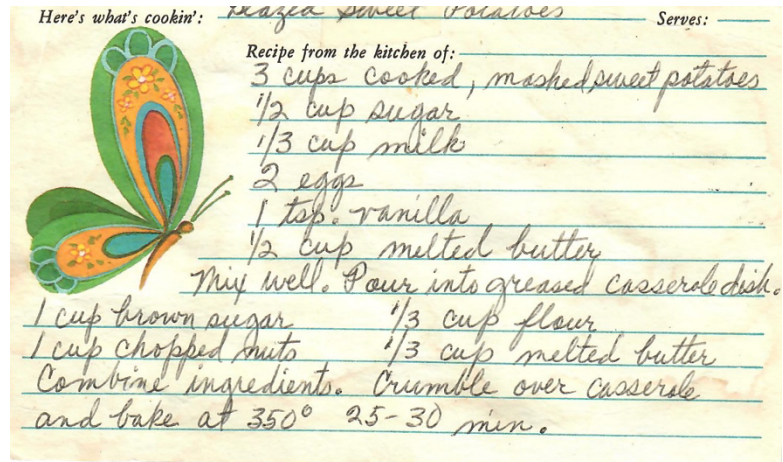 Here's what's cookin': Glazed Sweet Potatoes Serves:
Recipe from the kitchen of:
3 cups cooked, mashed sweet potatoes
1/2 cup sugar
1/3 cup milk
2 eggs
1 tsp. vanilla
1/2 cup melted butter
Mix well. Pour into greased casserole dish.
1 cup brown sugar 1/3 cup flour
1 cup chopped nuts 1/3 cup melted butter
Combine ingredients. Crumble over casserole
and bake at 350° 25-30 min.